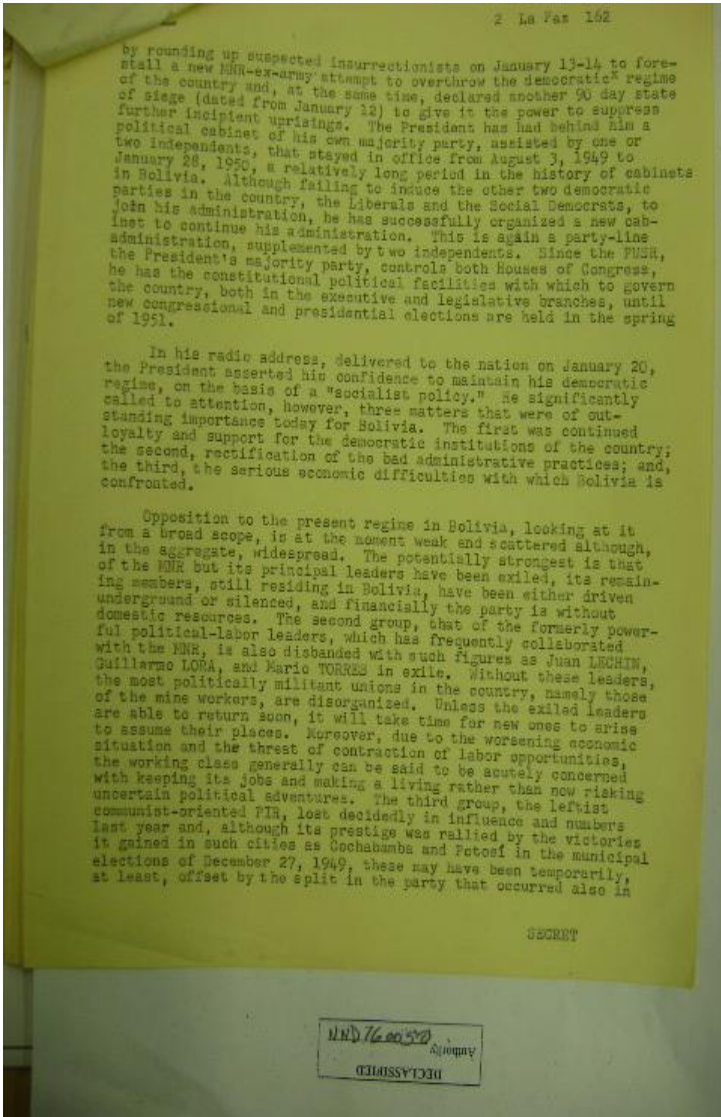 2 La Paz 162
by rounding up suspected insurrectionists on January 13-14 to fore-
stall a new MNR-ex-army attempt to overthrow the democratic* regime
of the country and, at the same time, declared another 90 day state
of siege (dated from January 12) to give it the power to suppress
further incipient uprisings. The President has had behind him a
political cabinet of his own majority party, assisted by one or
two independents, that stayed in office from August 3, 1949 to
January 28, 1950, a relatively long period in the history of cabinets
in Bolivia. Although failing to induce the other two democratic
parties in the country, the Liberals and the Social Democrats, to
join his administration, he has successfully organized a new cab-
inet to continue his administration. This is again a party-line
administration, supplemented by two independents. Since the PUSR,
the President's majority party, controls both Houses of Congress,
he has the constitutional political facilities with which to govern
the country, both in the executive and legislative branches, until
new congressional and presidential elections are held in the spring
of 1951.
In his radio address, delivered to the nation on January 20,
the President asserted his confidence to maintain his democratic
regime, on the basis of a "socialist policy." He significantly
called to attention, however, three matters that were of out-
standing importance today for Bolivia. The first was continued
loyalty and support for the democratic institutions of the country;
the second, rectification of the bad administrative practices; and,
the third, the serious economic difficulties with which Bolivia is
confronted.
Opposition to the present regime in Bolivia, looking at it
from a broad scope, is at the moment weak and scattered although,
in the aggregate, widespread. The potentially strongest is that
of the MNR but its principal leaders have been exiled, its remain-
ing members, still residing in Bolivia, have been either driven
underground or silenced, and financially the party is without
domestic resources. The second group, that of the formerly power-
ful political-labor leaders, which has frequently collaborated
with the MNR, is also disbanded with such figures as Juan LECHIN,
Guillermo LORA, and Mario TORRES in exile. Without these leaders,
the most politically militant unions in the country, namely those
of the mine workers, are disorganized. Unless the exiled leaders
are able to return soon, it will take time for new ones to arise
to assume their places. Moreover, due to the worsening economic
situation and the threat of contraction of labor opportunities,
the working class generally can be said to be acutely concerned
with keeping its jobs and making a living rather than now risking
uncertain political adventures. The third group, the leftist
communist-oriented PIR, lost decidedly in influence and numbers
last year and, although its prestige was rallied by the victories
it gained in such cities as Cochabamba and Potosí in the municipal
elections of December 27, 1949, these may have been temporarily,
at least, offset by the split in the party that occurred also in
SECRET
NND 760050
Authority
DECLASSIFIED